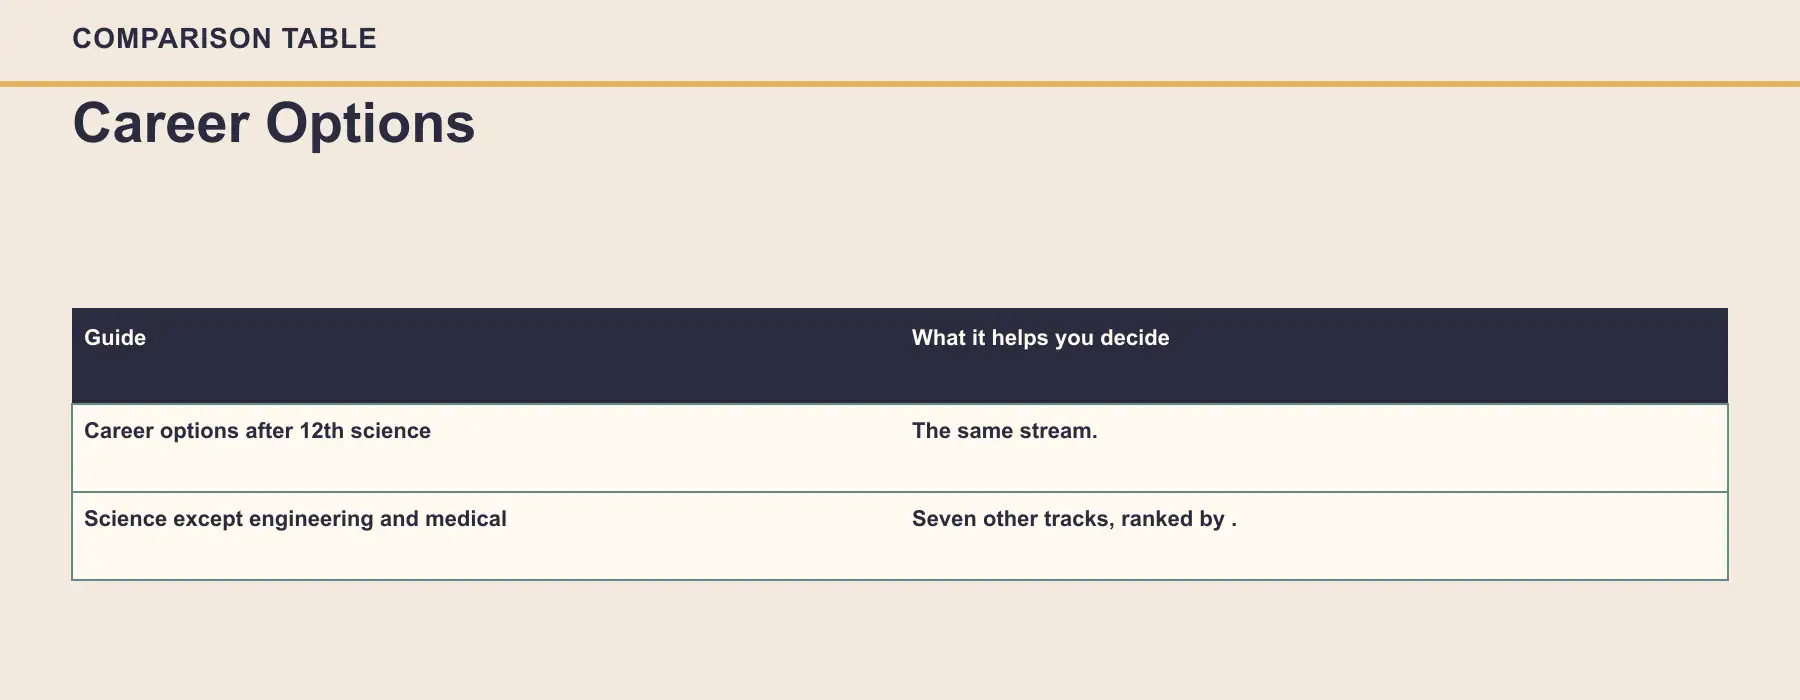 COMPARISON TABLE
Career Options
Guide
What it helps you decide
Career options after 12th science
The same stream.
Science except engineering and medical
Seven other tracks, ranked by .